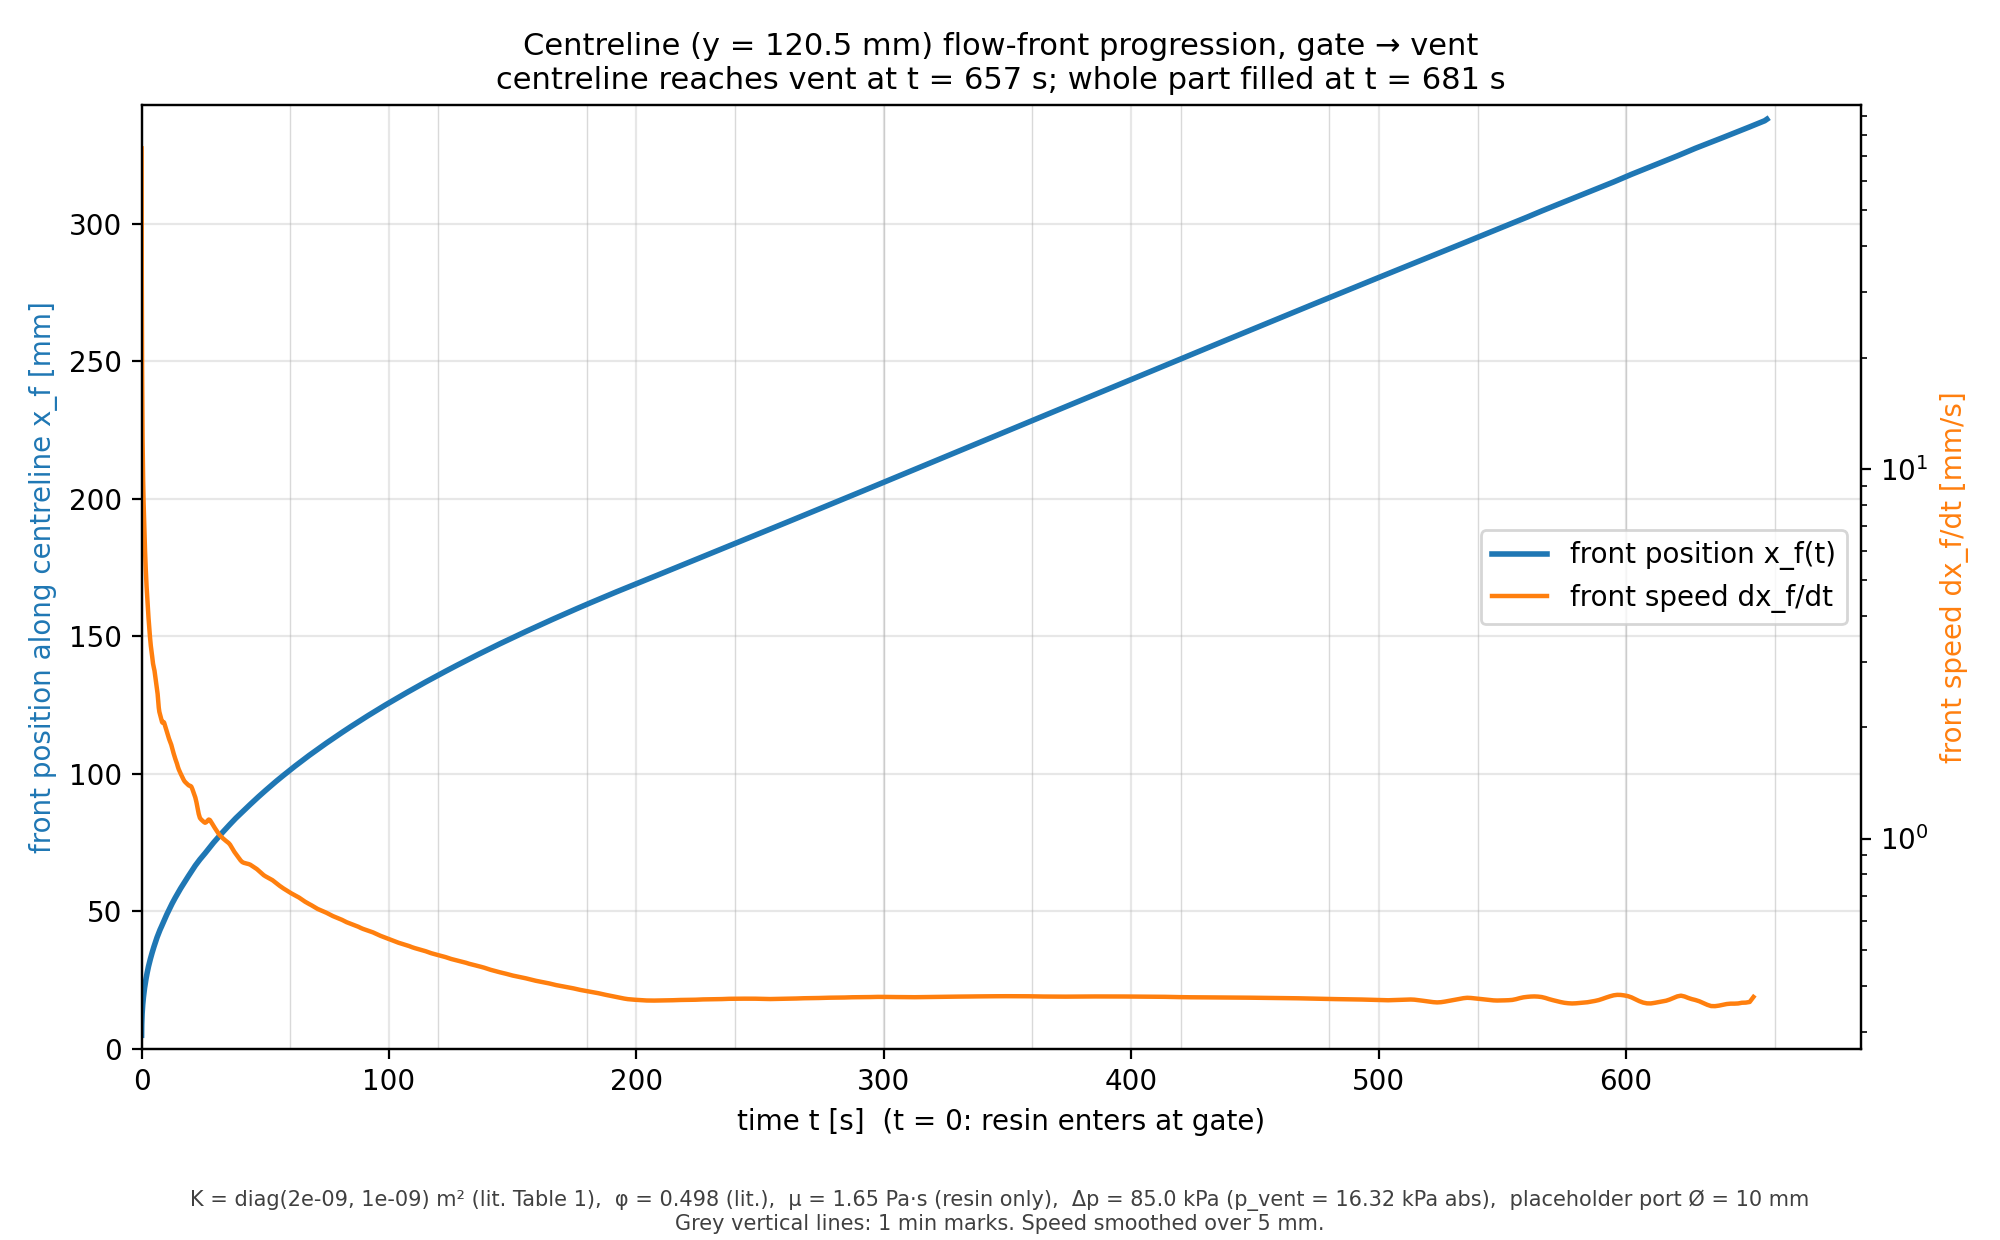 Centreline (y = 120.5 mm) flow-front progression, gate → vent
centreline reaches vent at t = 657 s; whole part filled at t = 681 s
front position along centreline x_f [mm]
300
250
200
150
100
50
0
0 100 200 300 400 500 600
time t [s]  (t = 0: resin enters at gate)
10¹
10⁰
front speed dx_f/dt [mm/s]
front position x_f(t)
front speed dx_f/dt
K = diag(2e-09, 1e-09) m² (lit. Table 1),  φ = 0.498 (lit.),  μ = 1.65 Pa·s (resin only),  Δp = 85.0 kPa (p_vent = 16.32 kPa abs),  placeholder port Ø = 10 mm
Grey vertical lines: 1 min marks. Speed smoothed over 5 mm.